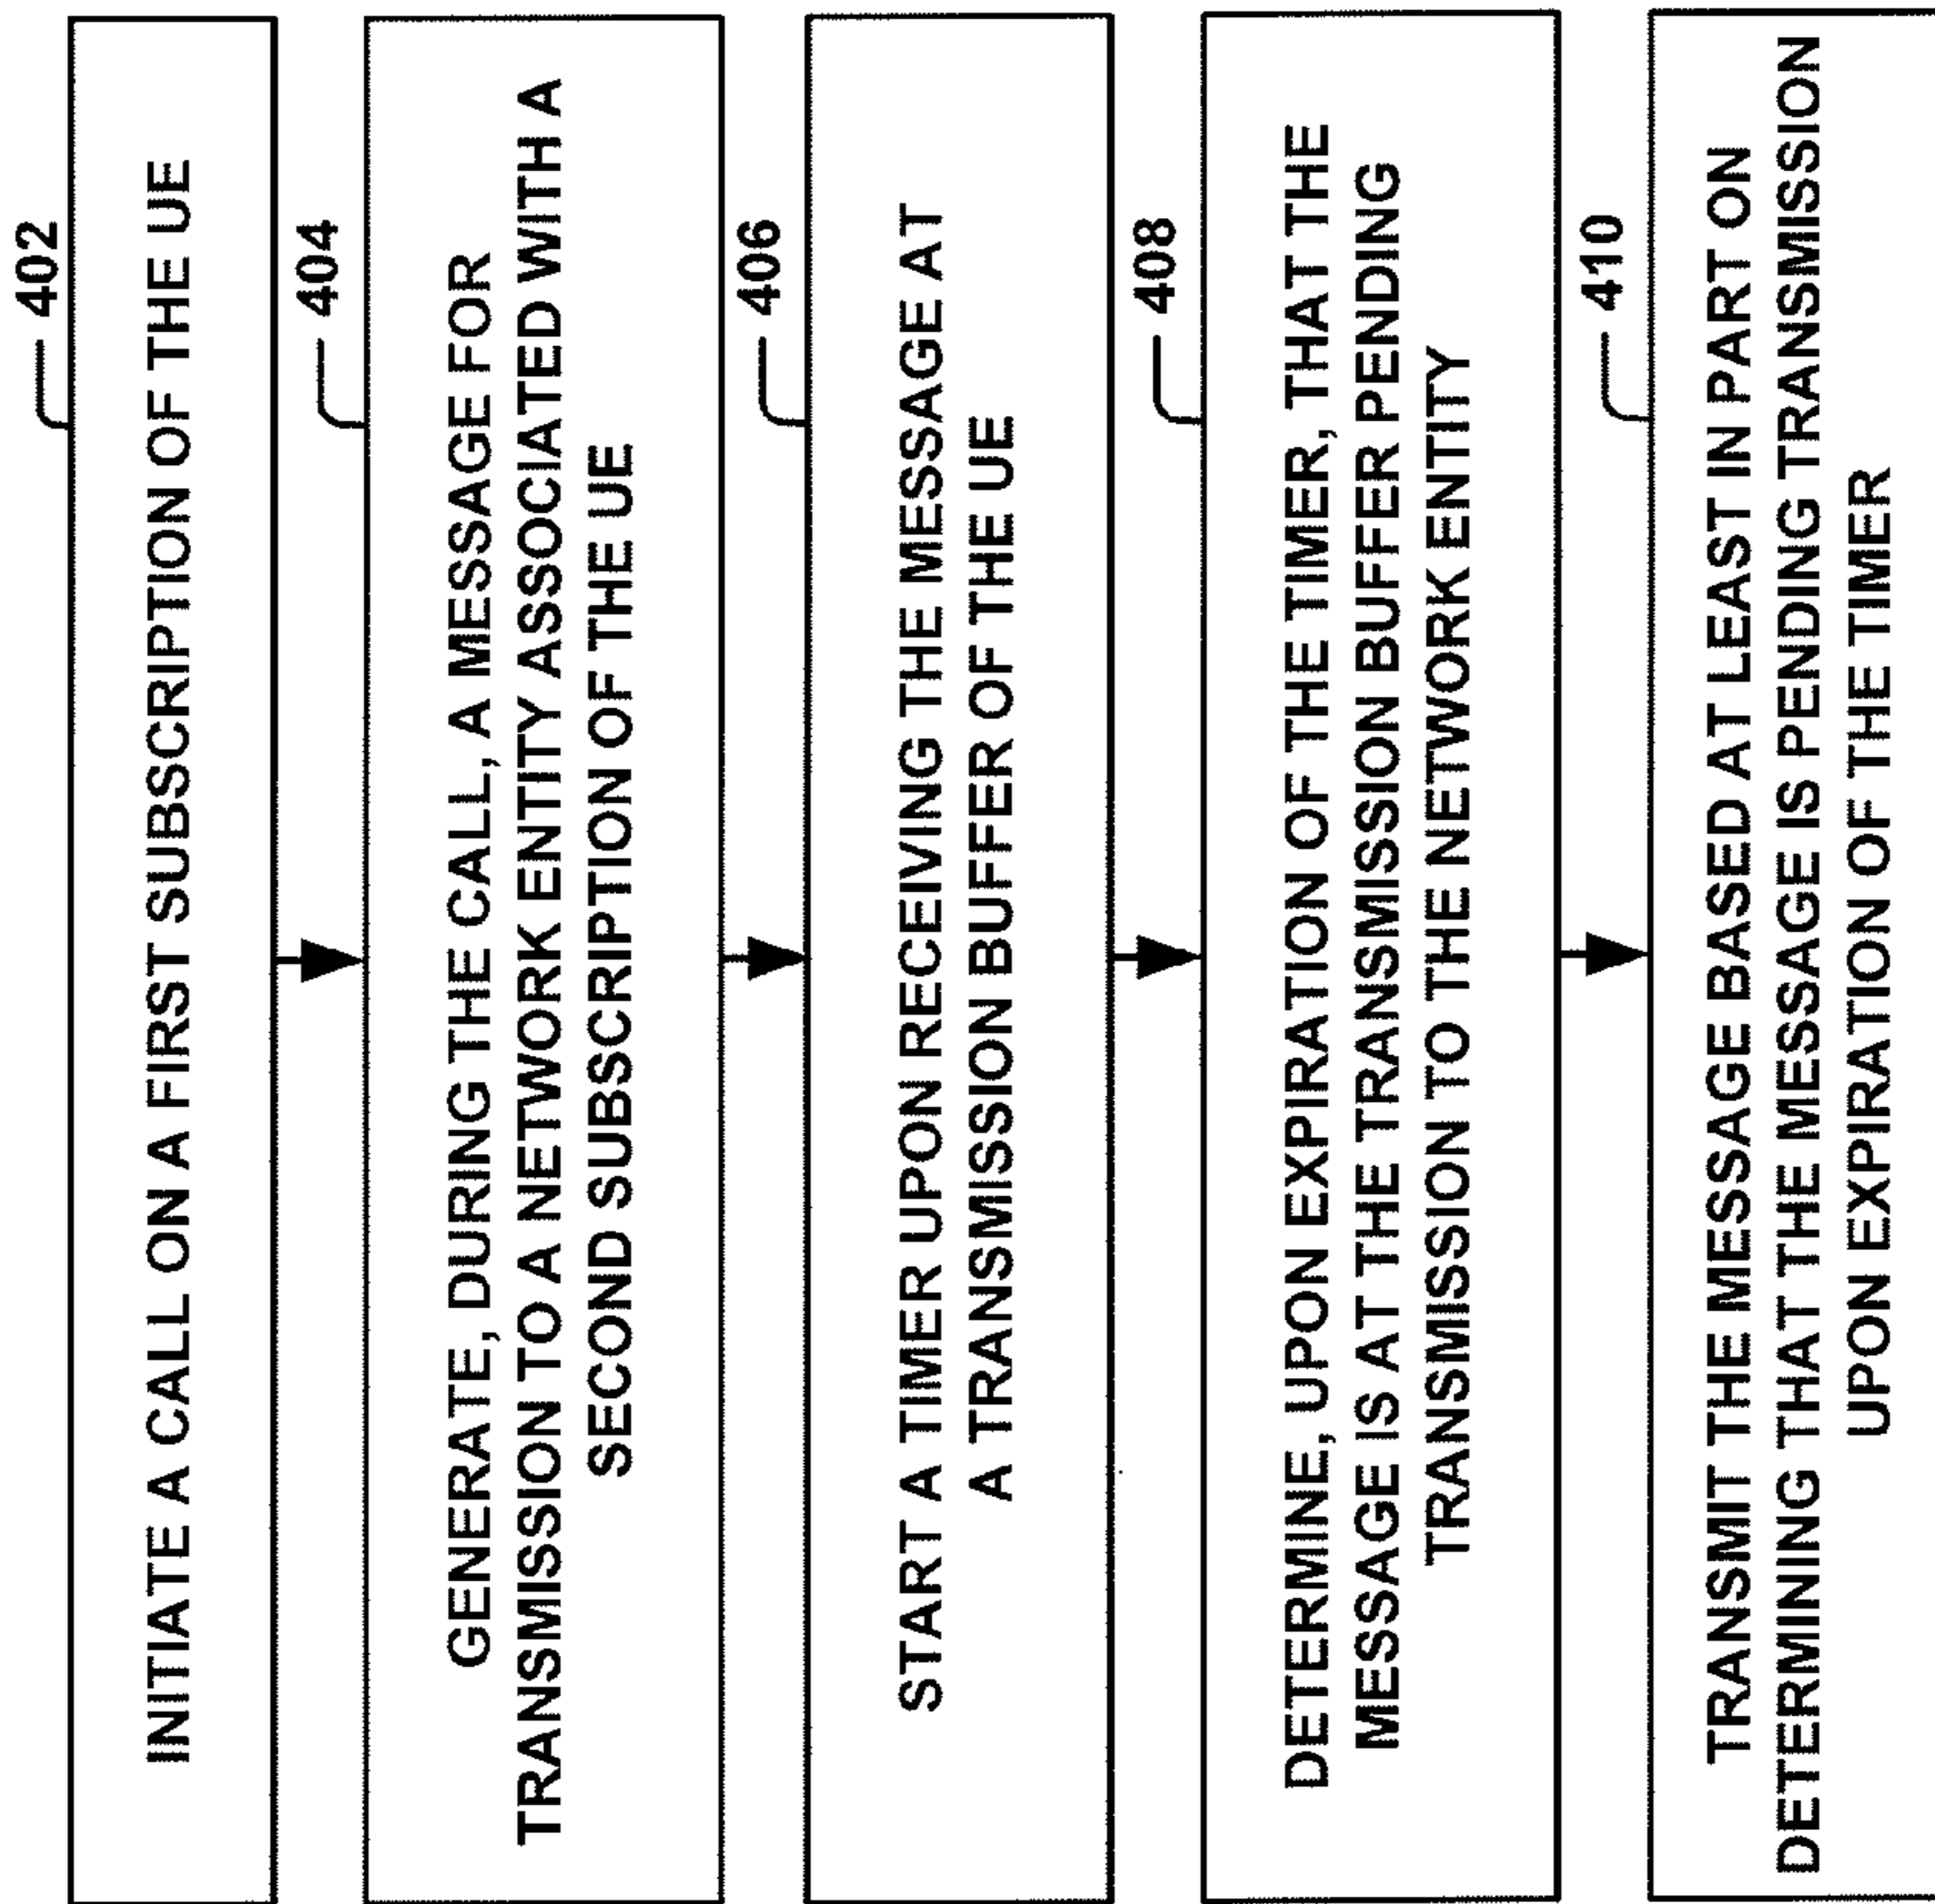 402
INITIATE A CALL ON A FIRST SUBSCRIPTION OF THE UE
404
GENERATE, DURING THE CALL, A MESSAGE FOR
TRANSMISSION TO A NETWORK ENTITY ASSOCIATED WITH A
SECOND SUBSCRIPTION OF THE UE
406
START A TIMER UPON RECEIVING THE MESSAGE AT
A TRANSMISSION BUFFER OF THE UE
408
DETERMINE, UPON EXPIRATION OF THE TIMER, THAT THE
MESSAGE IS AT THE TRANSMISSION BUFFER PENDING
TRANSMISSION TO THE NETWORK ENTITY
410
TRANSMIT THE MESSAGE BASED AT LEAST IN PART ON
DETERMINING THAT THE MESSAGE IS PENDING TRANSMISSION
UPON EXPIRATION OF THE TIMER